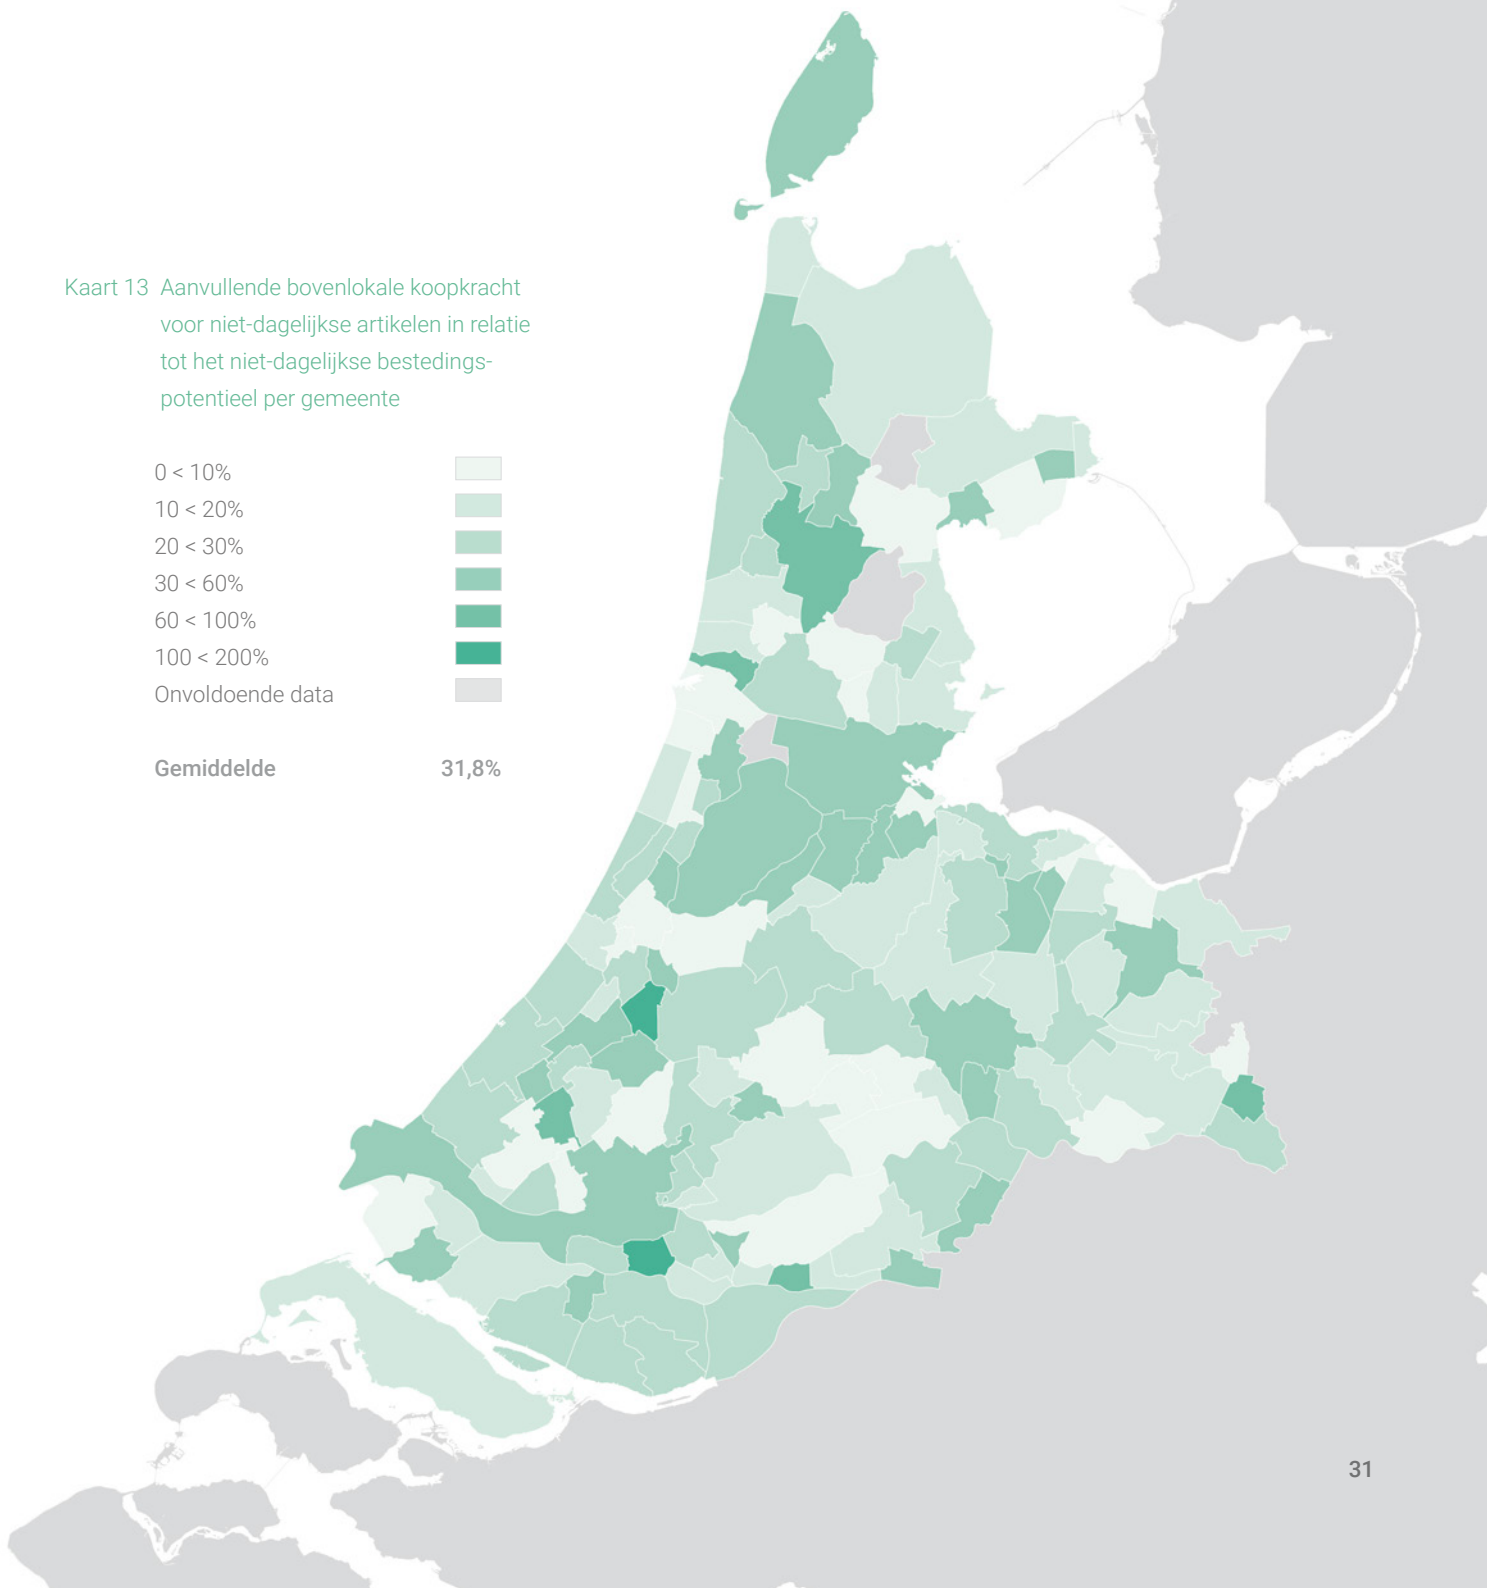 Kaart 13 Aanvullende bovenlokale koopkracht
voor niet-dagelijkse artikelen in relatie
tot het niet-dagelijkse bestedings-
potentieel per gemeente
0 < 10%
10 < 20%
20 < 30%
30 < 60%
60 < 100%
100 < 200%
Onvoldoende data
Gemiddelde 31,8%
31